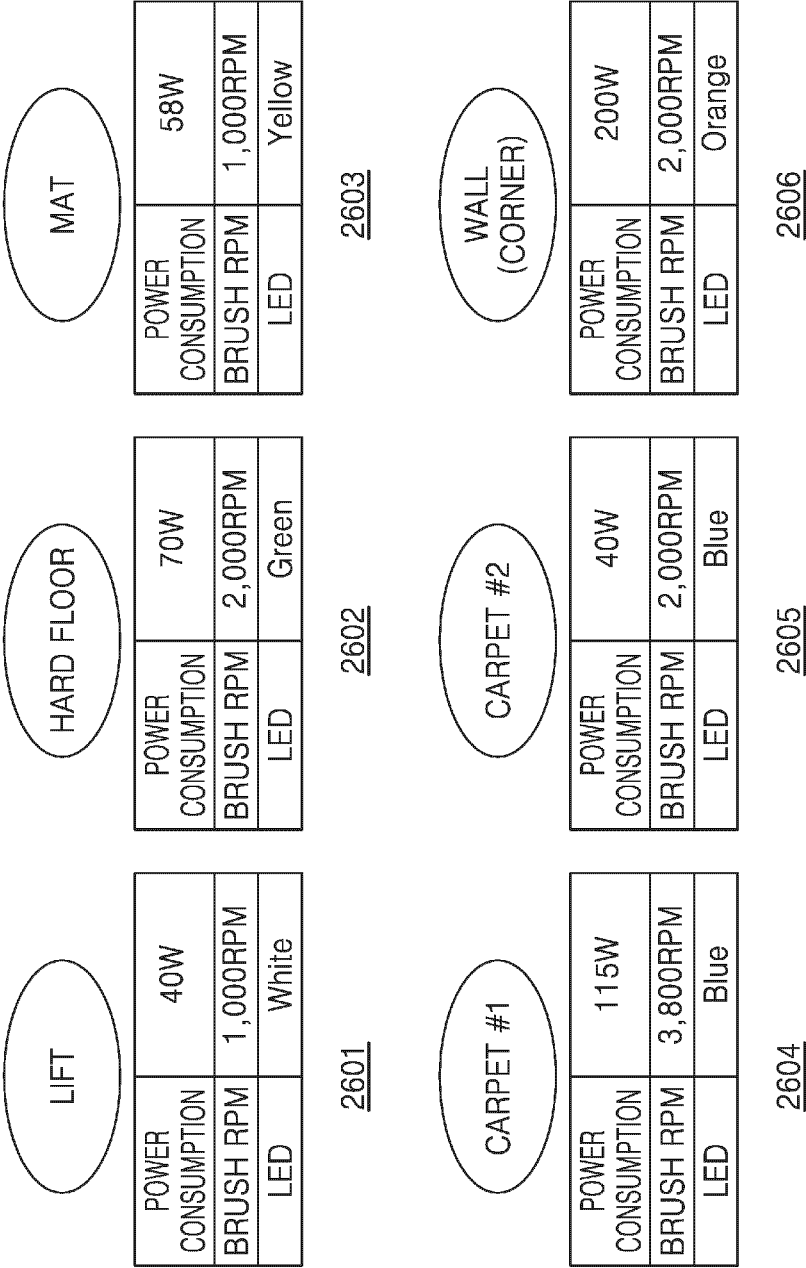 LIFT
POWER
CONSUMPTION
40W
BRUSH RPM
1,000RPM
LED
White
2601
HARD FLOOR
POWER
CONSUMPTION
70W
BRUSH RPM
2,000RPM
LED
Green
2602
MAT
POWER
CONSUMPTION
58W
BRUSH RPM
1,000RPM
LED
Yellow
2603
CARPET #1
POWER
CONSUMPTION
115W
BRUSH RPM
3,800RPM
LED
Blue
2604
CARPET #2
POWER
CONSUMPTION
40W
BRUSH RPM
2,000RPM
LED
Blue
2605
WALL
(CORNER)
POWER
CONSUMPTION
200W
BRUSH RPM
2,000RPM
LED
Orange
2606